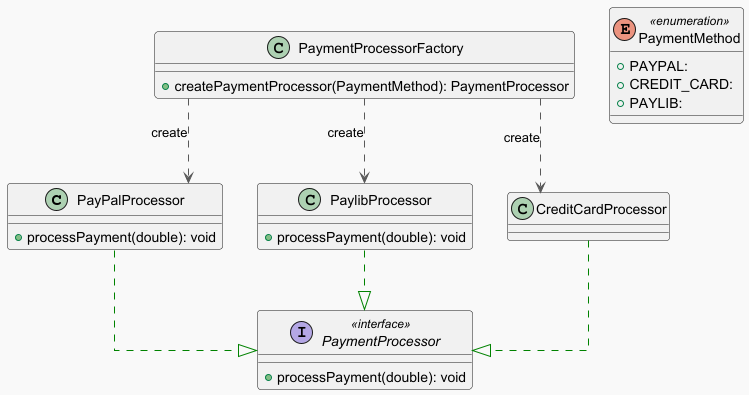 «enumeration»
PaymentMethod
PAYPAL:
CREDIT_CARD:
PAYLIB:
C PaymentProcessorFactory
createPaymentProcessor(PaymentMethod): PaymentProcessor
E
create
create
create
C PayPalProcessor
processPayment(double): void
C PaylibProcessor
processPayment(double): void
C CreditCardProcessor
«interface»
I PaymentProcessor
processPayment(double): void